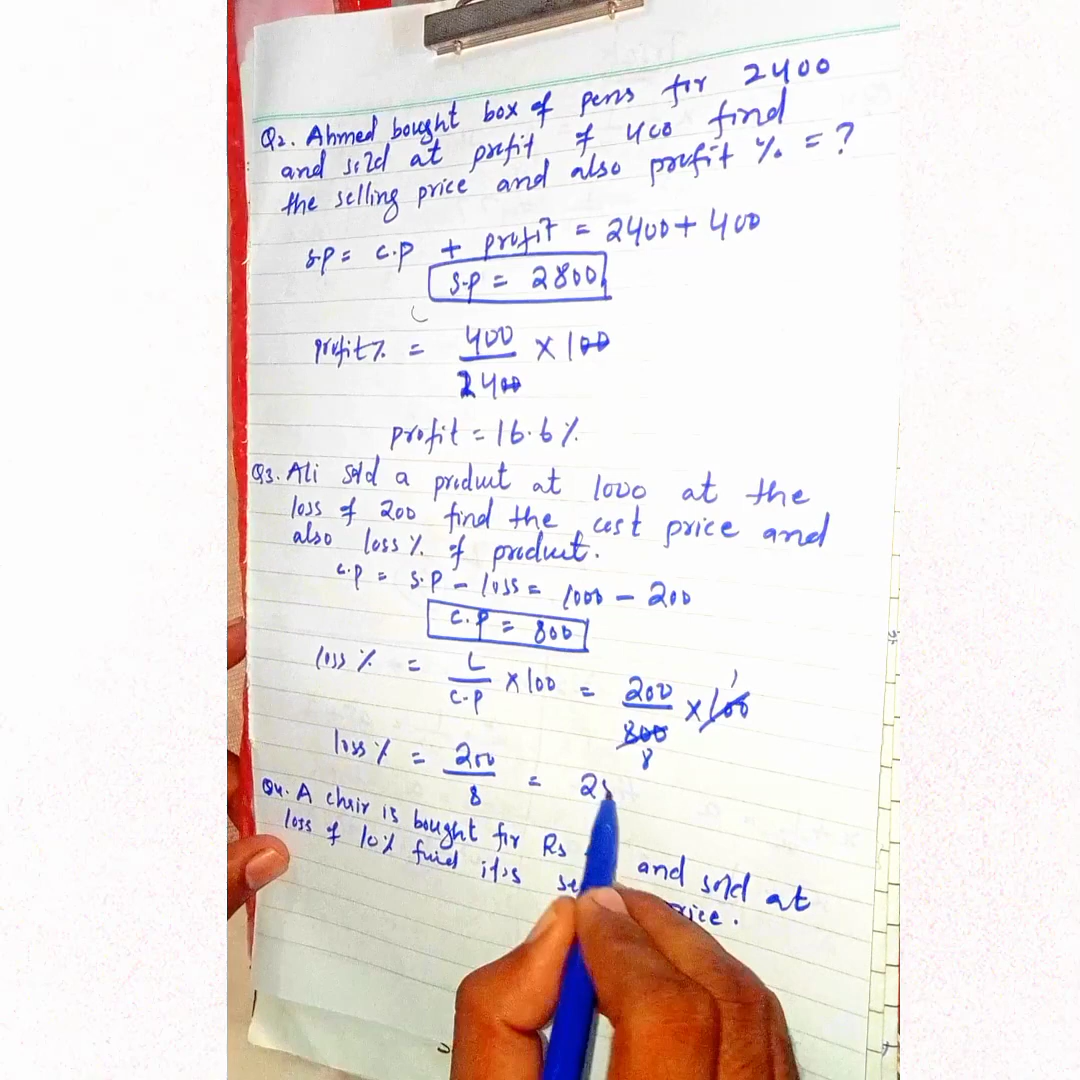 Q2. Ahmed bought box of pens for 2400
and sold at profit of 400 find
the selling price and also profit % = ?
S.P = C.P + profit = 2400 + 400
S.P = 2800
profit% = 400/2400 × 100
profit = 16.6%
Q3. Ali sold a product at 1000 at the
loss of 200 find the cost price and
also loss % of product.
C.P = S.P - loss = 1000 - 200
C.P = 800
loss % = L/C.P × 100 = 200/800 × 100
1
8
loss % = 200/8 = 25
Q4. A chair is bought for Rs and sold at
loss of 10% find it's